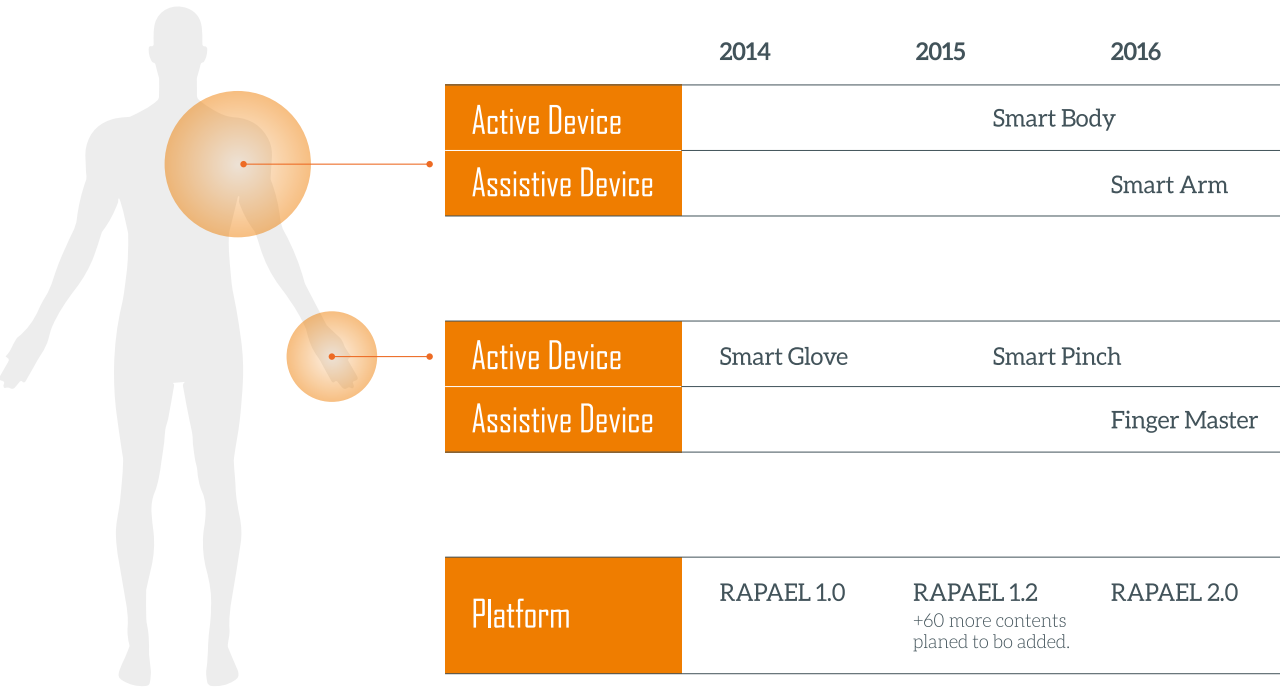 2014 2015 2016
Active Device Smart Body
Assistive Device Smart Arm
Active Device Smart Glove Smart Pinch
Assistive Device Finger Master
Platform RAPAEL 1.0 RAPAEL 1.2 RAPAEL 2.0
+60 more contents
planed to bo added.